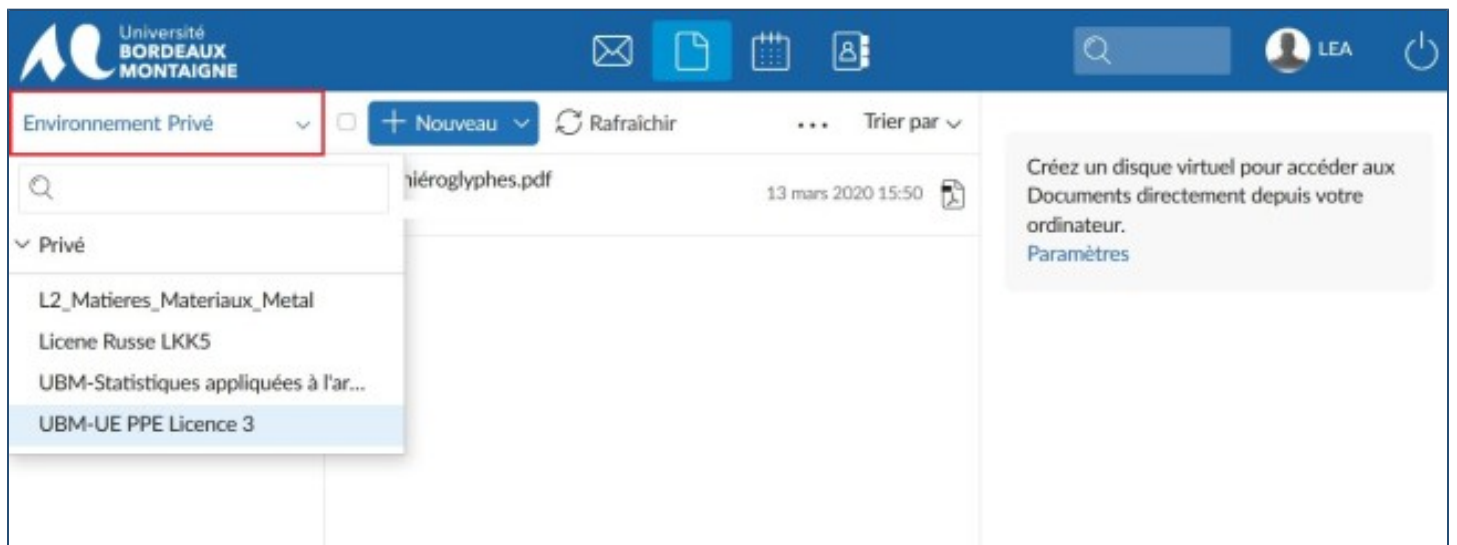 Université
BORDEAUX
MONTAIGNE
LEA
Environnement Privé
Nouveau
Rafraîchir
...
Trier par
hiéroglyphes.pdf
13 mars 2020 15:50
Privé
L2_Matieres_Materiaux_Metal
Licene Russe LKK5
UBM-Statistiques appliquées à l'ar...
UBM-UE PPE Licence 3
Créez un disque virtuel pour accéder aux
Documents directement depuis votre
ordinateur.
Paramètres